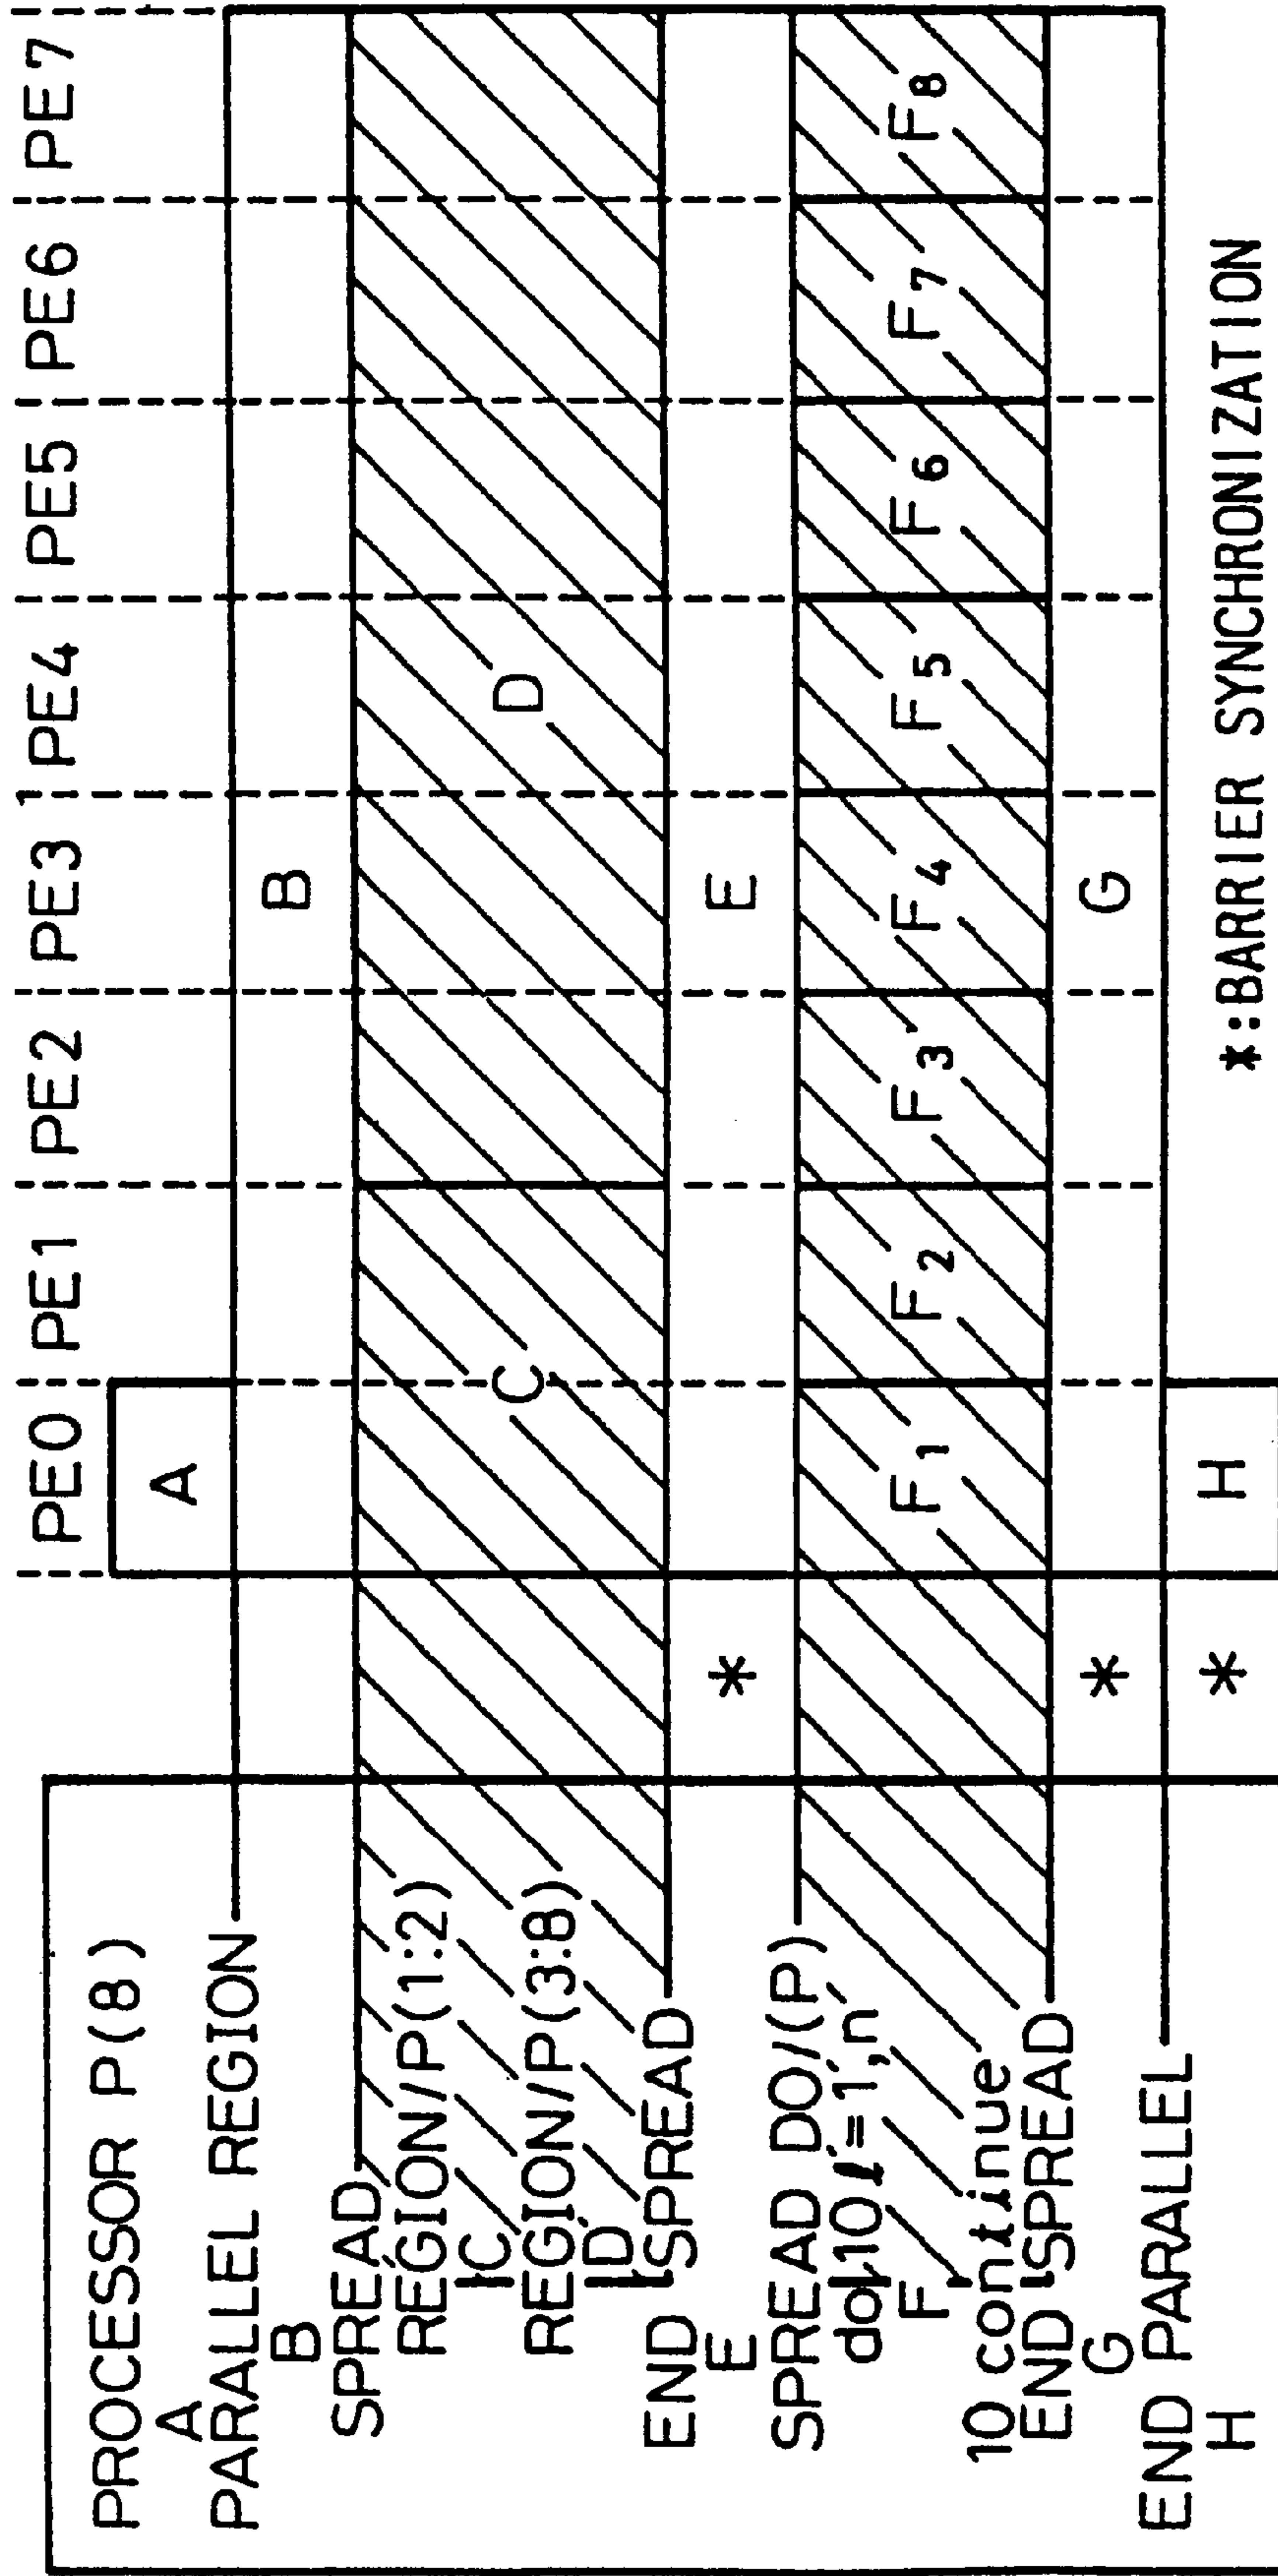 PROCESSOR P(8)
A
PARALLEL REGION
B
SPREAD
REGION/P(1:2)
C
REGION/P(3:8)
D
END SPREAD
E
SPREAD DO/(P)
do 10 i=1,n
F
10 continue
END SPREAD
G
END PARALLEL
H
*
*
*
PE0 PE1 PE2 PE3 PE4 PE5 PE6 PE7
A
B
C D
E
F1 F2 F3 F4 F5 F6 F7 F8
G
H
*:BARRIER SYNCHRONIZATION